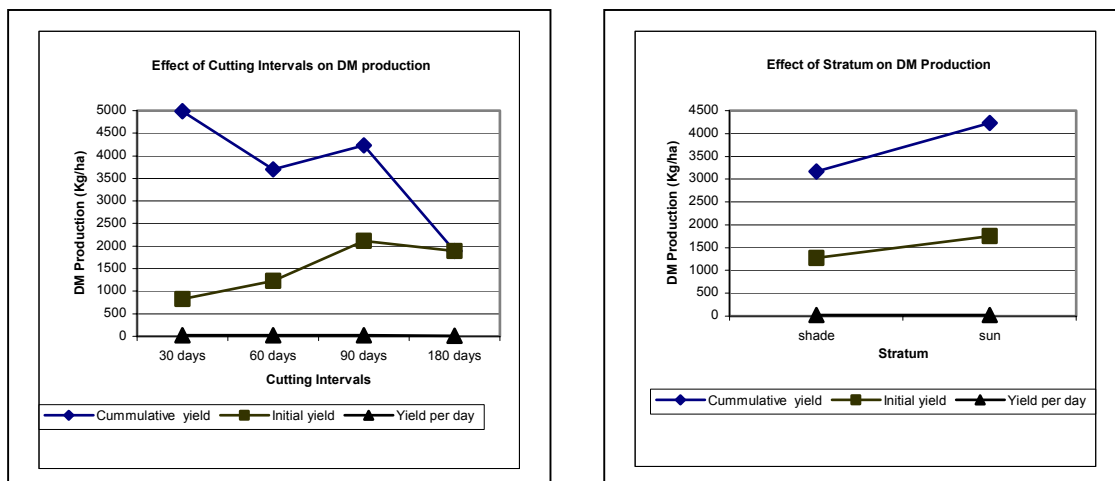 Effect of Cutting Intervals on DM production
DM Production (Kg/ha)
5000
4500
4000
3500
3000
2500
2000
1500
1000
500
0
30 days 60 days 90 days 180 days
Cutting Intervals
Cummulative yield Initial yield Yield per day
Effect of Stratum on DM Production
DM Production (Kg/ha)
4500
4000
3500
3000
2500
2000
1500
1000
500
0
shade sun
Stratum
Cummulative yield Initial yield Yield per day